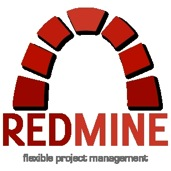 REDMINE
flexible project management